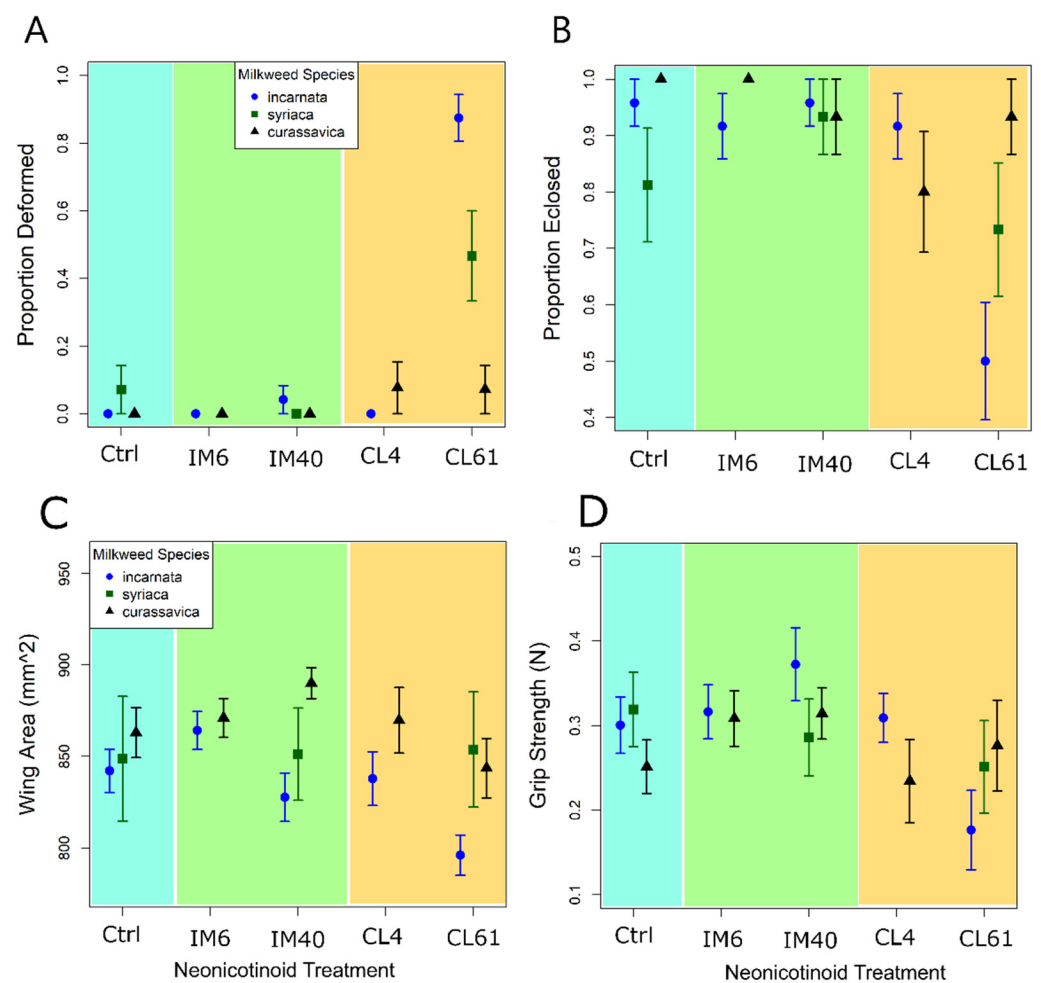 A
Proportion Deformed
1.0
0.8
0.6
0.4
0.2
0.0
Milkweed Species
incarnata
syriaca
curassavica
Ctrl
IM6
IM40
CL4
CL61
B
Proportion Eclosed
1.0
0.9
0.8
0.7
0.6
0.5
0.4
Ctrl
IM6
IM40
CL4
CL61
C
Wing Area (mm^2)
950
900
850
800
Milkweed Species
incarnata
syriaca
curassavica
Ctrl
IM6
IM40
CL4
CL61
Neonicotinoid Treatment
D
Grip Strength (N)
0.5
0.4
0.3
0.2
0.1
Ctrl
IM6
IM40
CL4
CL61
Neonicotinoid Treatment